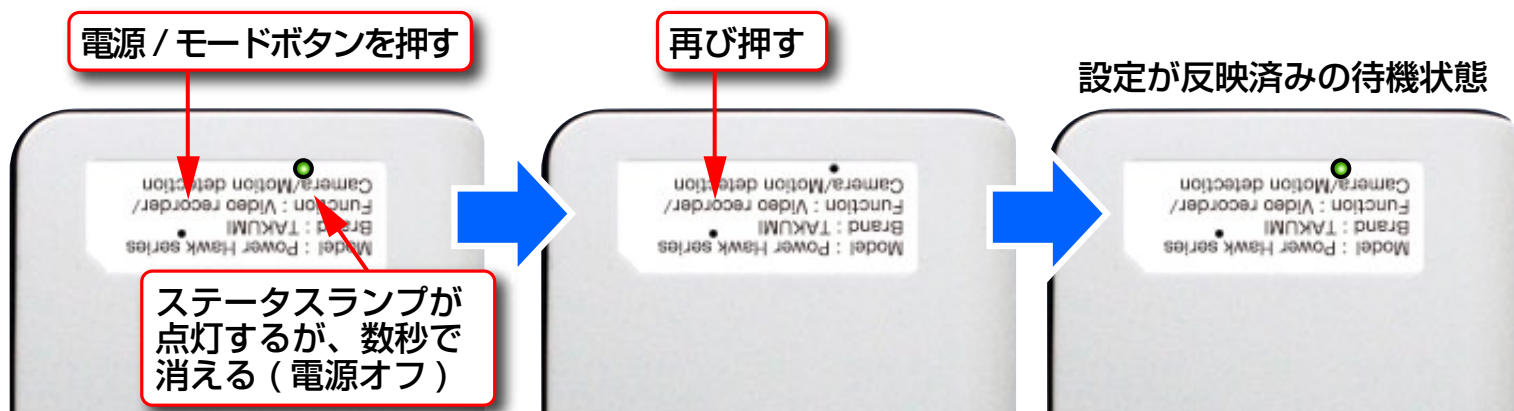 電源 / モードボタンを押す
再び押す
設定が反映済みの待機状態
Model : Power Hawk series
Brand : TAKUMI
Function : Video recorder/
Camera/Motion detection
ステータスランプが
点灯するが、数秒で
消える ( 電源オフ )
Model : Power Hawk series
Brand : TAKUMI
Function : Video recorder/
Camera/Motion detection
Model : Power Hawk series
Brand : TAKUMI
Function : Video recorder/
Camera/Motion detection